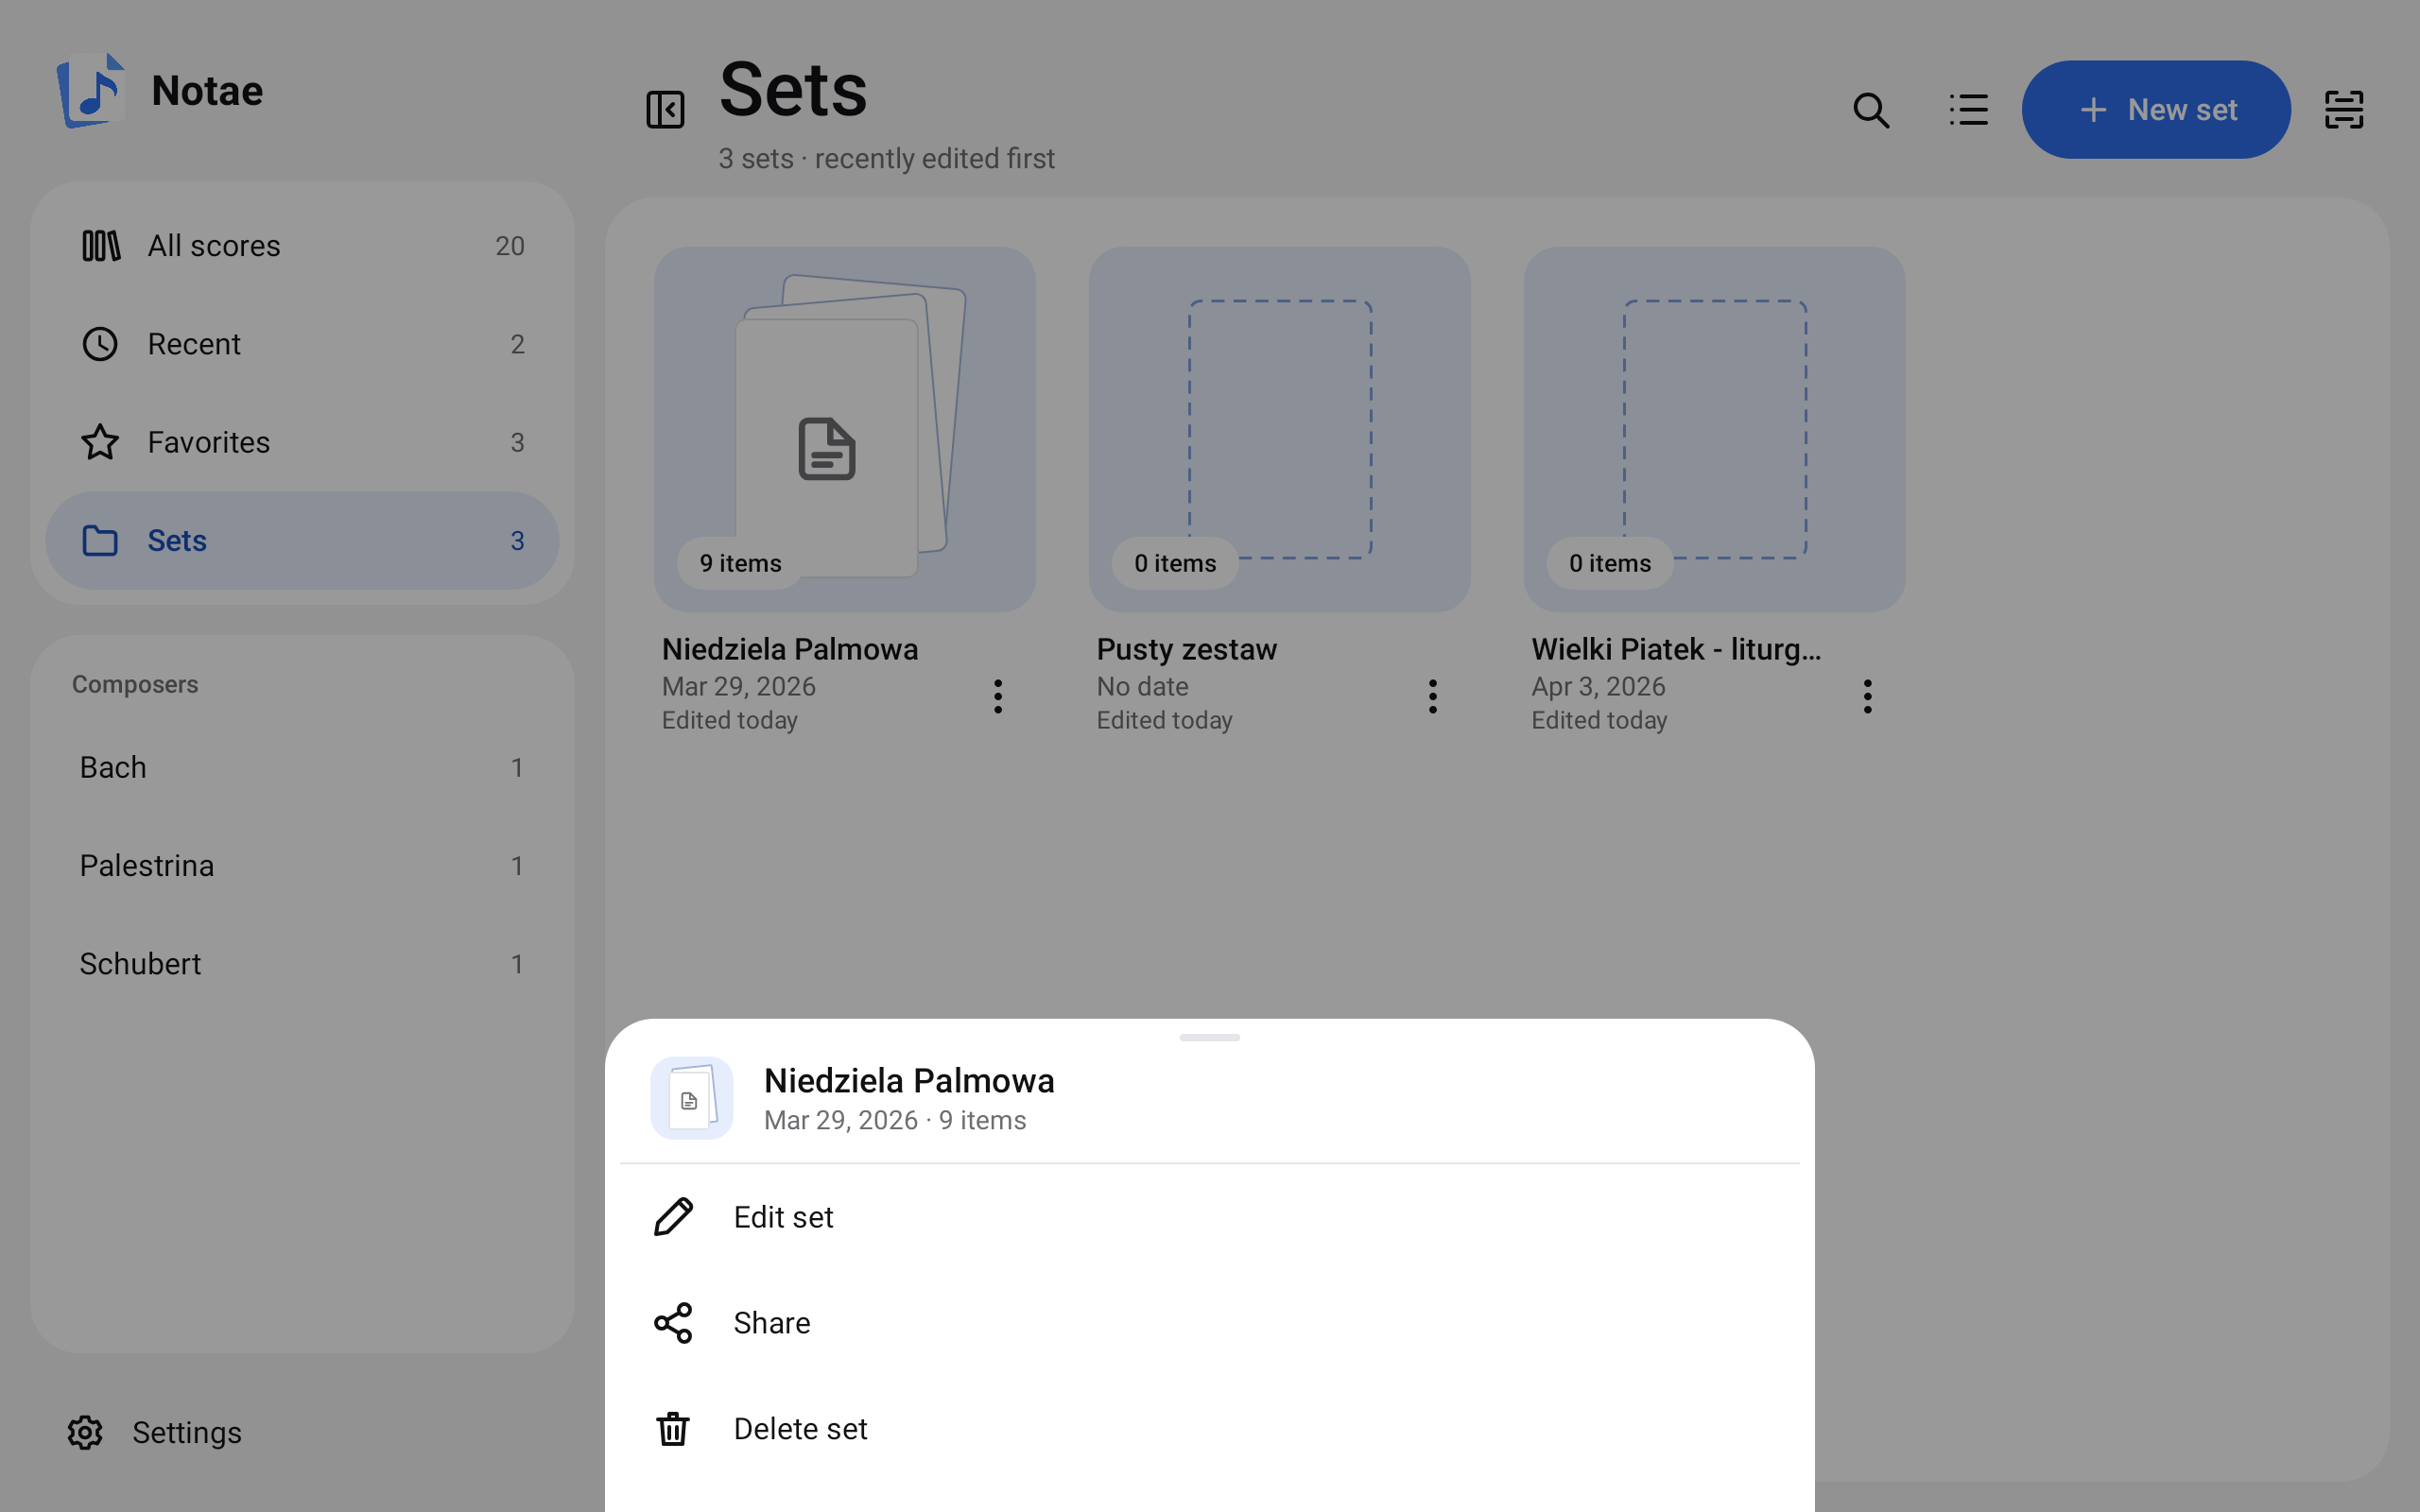 Notae
All scores 20
Recent 2
Favorites 3
Sets 3
Composers
Bach 1
Palestrina 1
Schubert 1
Settings
Sets
3 sets · recently edited first
New set
9 items
Niedziela Palmowa
Mar 29, 2026
Edited today
0 items
Pusty zestaw
No date
Edited today
0 items
Wielki Piatek - liturg...
Apr 3, 2026
Edited today
Niedziela Palmowa
Mar 29, 2026 · 9 items
Edit set
Share
Delete set